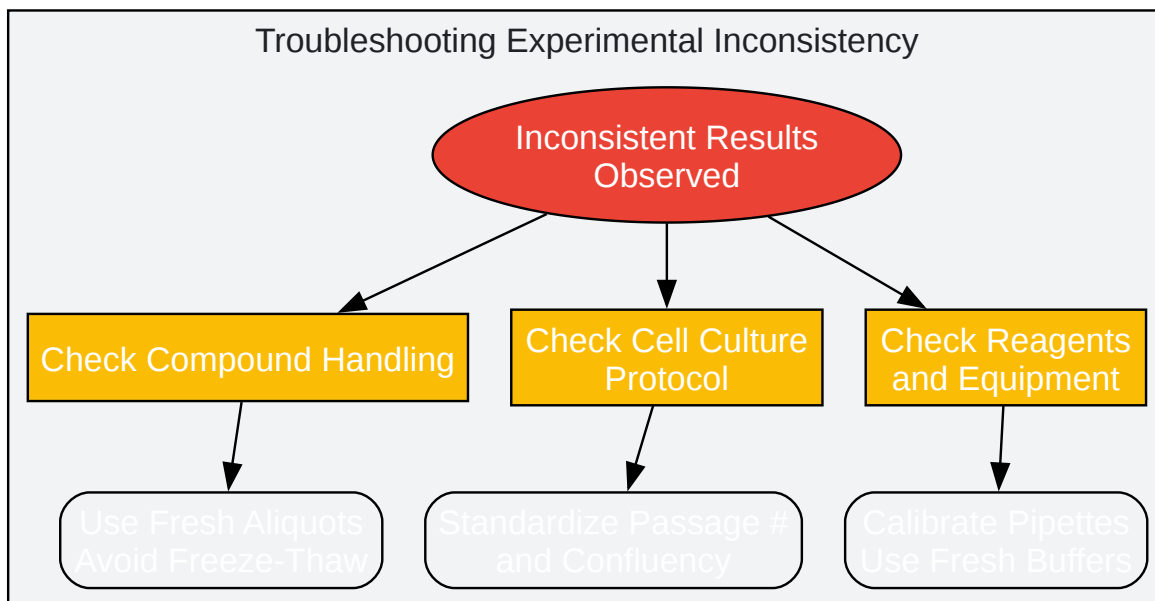 Troubleshooting Experimental Inconsistency
Inconsistent Results
Observed
Check Compound Handling
Check Cell Culture
Protocol
Check Reagents
and Equipment
Use Fresh Aliquots
Avoid Freeze-Thaw
Standardize Passage #
and Confluency
Calibrate Pipettes
Use Fresh Buffers